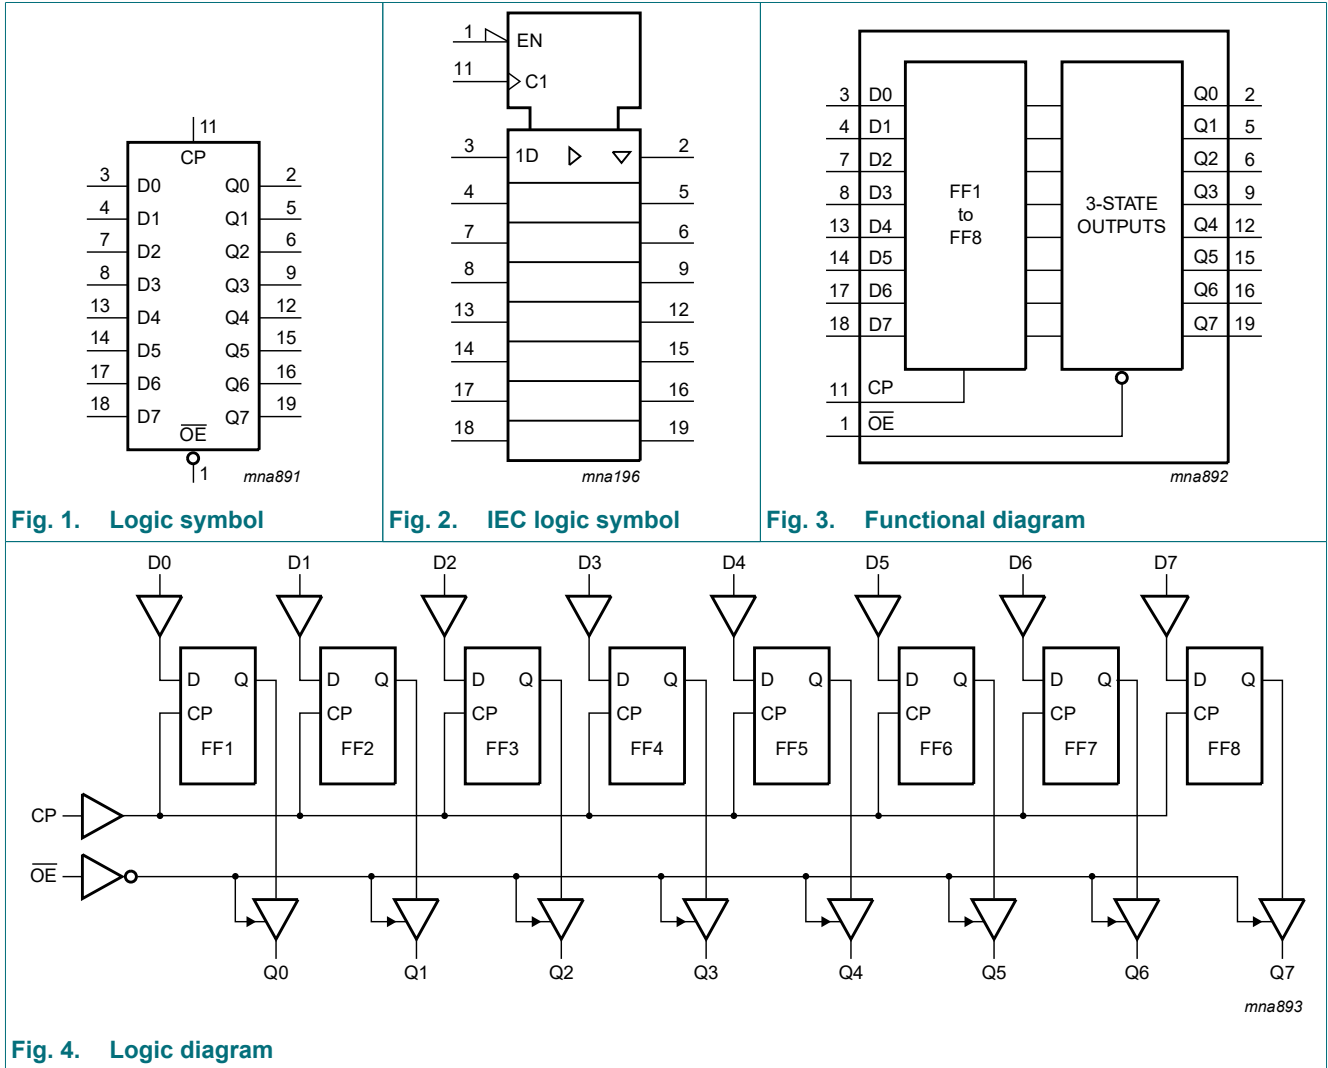 11
CP
3 D0 Q0 2
4 D1 Q1 5
7 D2 Q2 6
8 D3 Q3 9
13 D4 Q4 12
14 D5 Q5 15
17 D6 Q6 16
18 D7 Q7 19
OE
1
mna891
Fig. 1. Logic symbol
1 EN
11 C1
3 1D 2
4 5
7 6
8 9
13 12
14 15
17 16
18 19
mna196
Fig. 2. IEC logic symbol
3 D0 Q0 2
4 D1 Q1 5
7 D2 Q2 6
8 D3 Q3 9
13 D4 Q4 12
14 D5 Q5 15
17 D6 Q6 16
18 D7 Q7 19
FF1
to
FF8
3-STATE
OUTPUTS
11 CP
1 OE
mna892
Fig. 3. Functional diagram
D0 D1 D2 D3 D4 D5 D6 D7
D Q D Q D Q D Q D Q D Q D Q D Q
CP CP CP CP CP CP CP CP
FF1 FF2 FF3 FF4 FF5 FF6 FF7 FF8
CP
OE
Q0 Q1 Q2 Q3 Q4 Q5 Q6 Q7
mna893
Fig. 4. Logic diagram